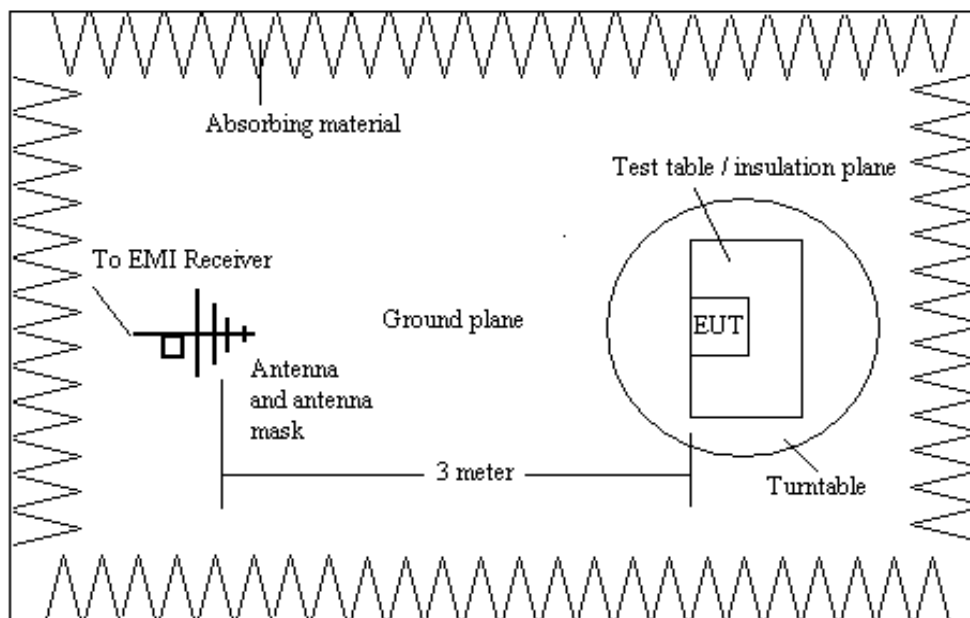 Absorbing material
Test table / insulation plane
To EMI Receiver
Ground plane
EUT
Antenna
and antenna
mask
3 meter
Turntable